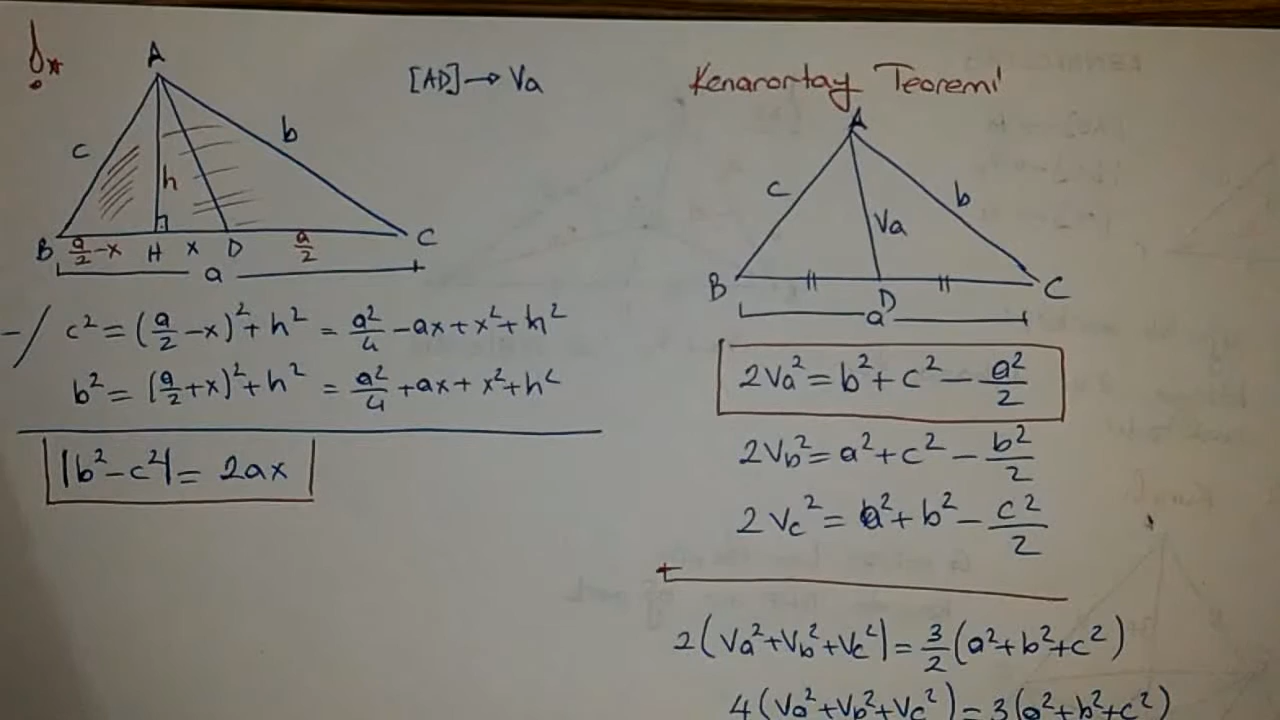 [AD] → Va
A
c
b
h
B
a/2 - x
H
x
D
a/2
C
a
-/ c² = (a/2 - x)² + h² = a²/4 - ax + x² + h²
b² = (a/2 + x)² + h² = a²/4 + ax + x² + h²
|b² - c²| = 2ax
Kenarortay Teoremi
A
c
b
Va
B
D
C
a
2Va² = b² + c² - a²/2
2Vb² = a² + c² - b²/2
2Vc² = a² + b² - c²/2
+
2(Va² + Vb² + Vc²) = 3/2 (a² + b² + c²)
4(Va² + Vb² + Vc²) = 3(a² + b² + c²)